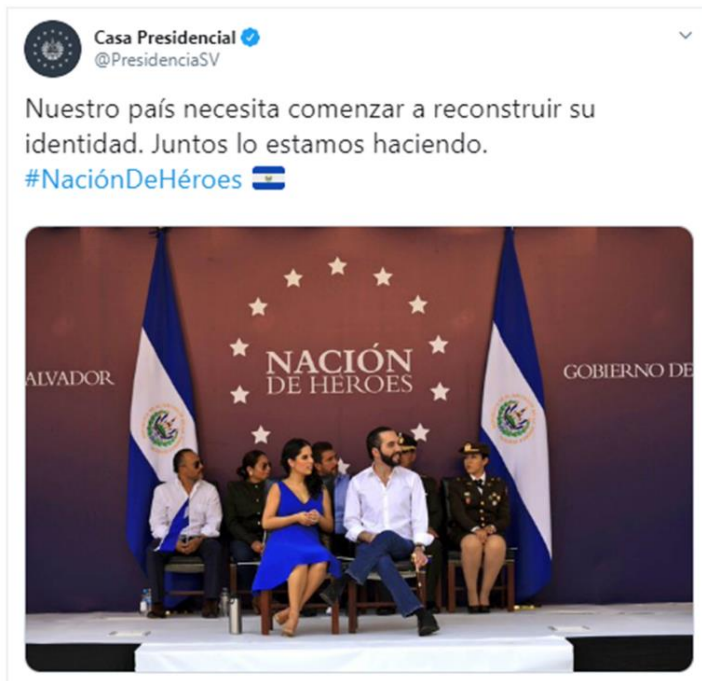 Casa Presidencial
@PresidenciaSV
Nuestro país necesita comenzar a reconstruir su
identidad. Juntos lo estamos haciendo.
#NaciónDeHéroes
NACIÓN
DE HÉROES
ALVADOR
GOBIERNO DE